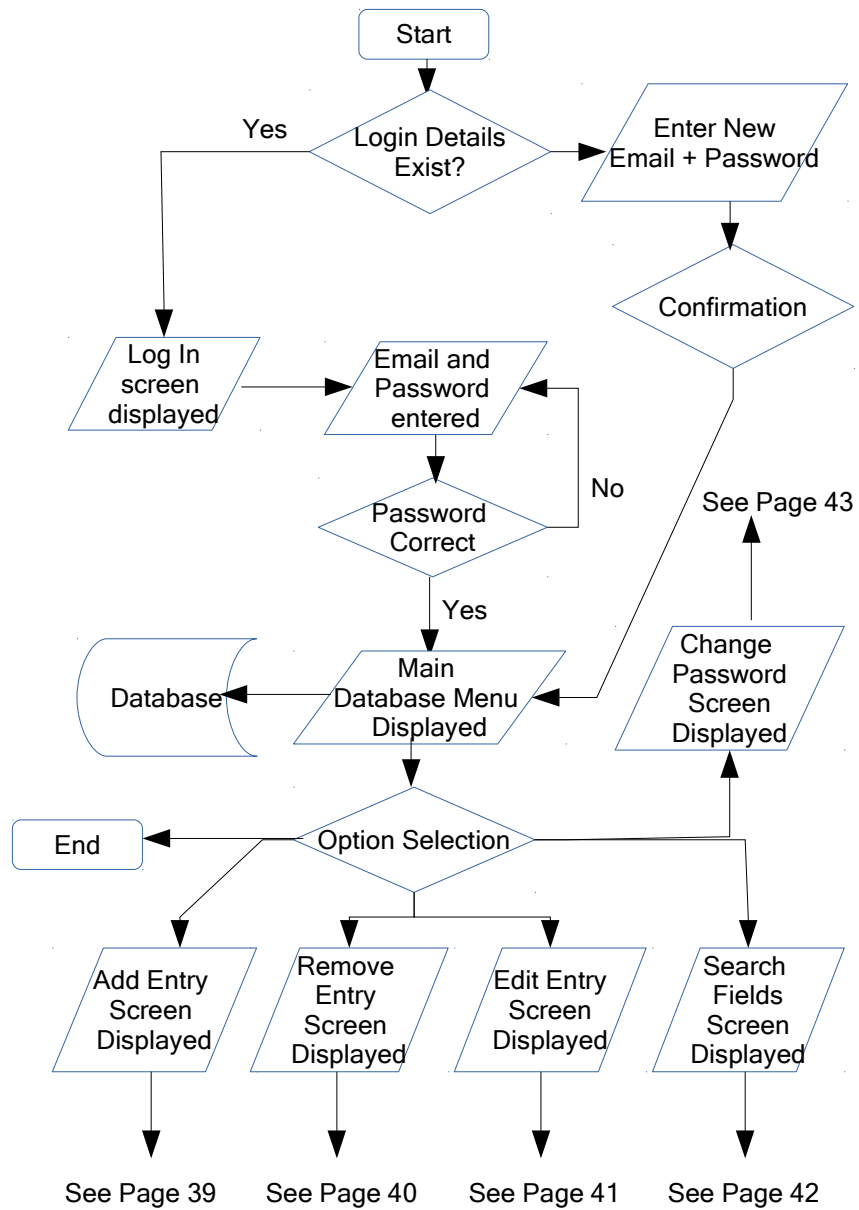 Start
Yes
Login Details
Exist?
Enter New
Email + Password
Confirmation
Log In
screen
displayed
Email and
Password
entered
No
Password
Correct
See Page 43
Yes
Change
Password
Screen
Displayed
Main
Database Menu
Displayed
Database
End
Option Selection
Add Entry
Screen
Displayed
Remove
Entry
Screen
Displayed
Edit Entry
Screen
Displayed
Search
Fields
Screen
Displayed
See Page 39
See Page 40
See Page 41
See Page 42